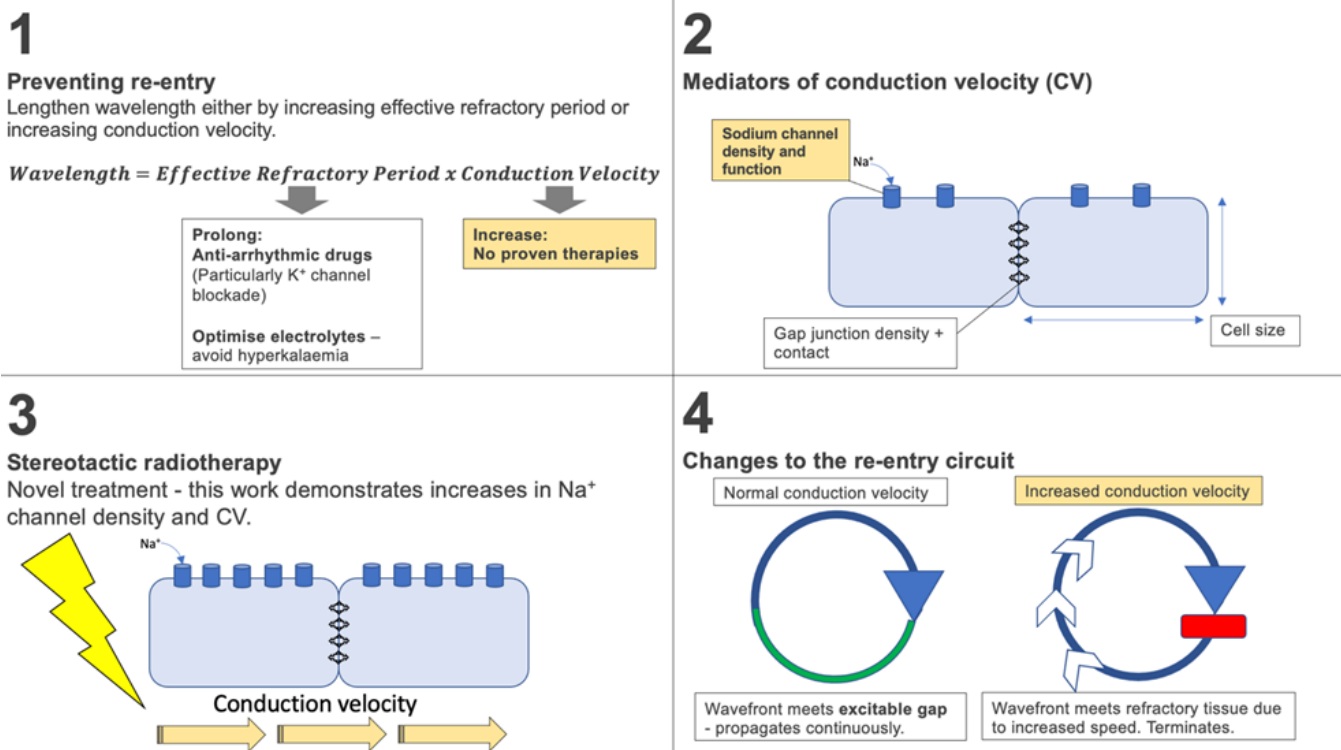 1
Preventing re-entry
Lengthen wavelength either by increasing effective refractory period or
increasing conduction velocity.
Wavelength = Effective Refractory Period x Conduction Velocity
Prolong:
Anti-arrhythmic drugs
(Particularly K⁺ channel
blockade)
Optimise electrolytes –
avoid hyperkalaemia
Increase:
No proven therapies
2
Mediators of conduction velocity (CV)
Sodium channel
density and
function
Na⁺
Gap junction density +
contact
Cell size
3
Stereotactic radiotherapy
Novel treatment - this work demonstrates increases in Na⁺
channel density and CV.
Na⁺
Conduction velocity
4
Changes to the re-entry circuit
Normal conduction velocity
Wavefront meets excitable gap
- propagates continuously.
Increased conduction velocity
Wavefront meets refractory tissue due
to increased speed. Terminates.